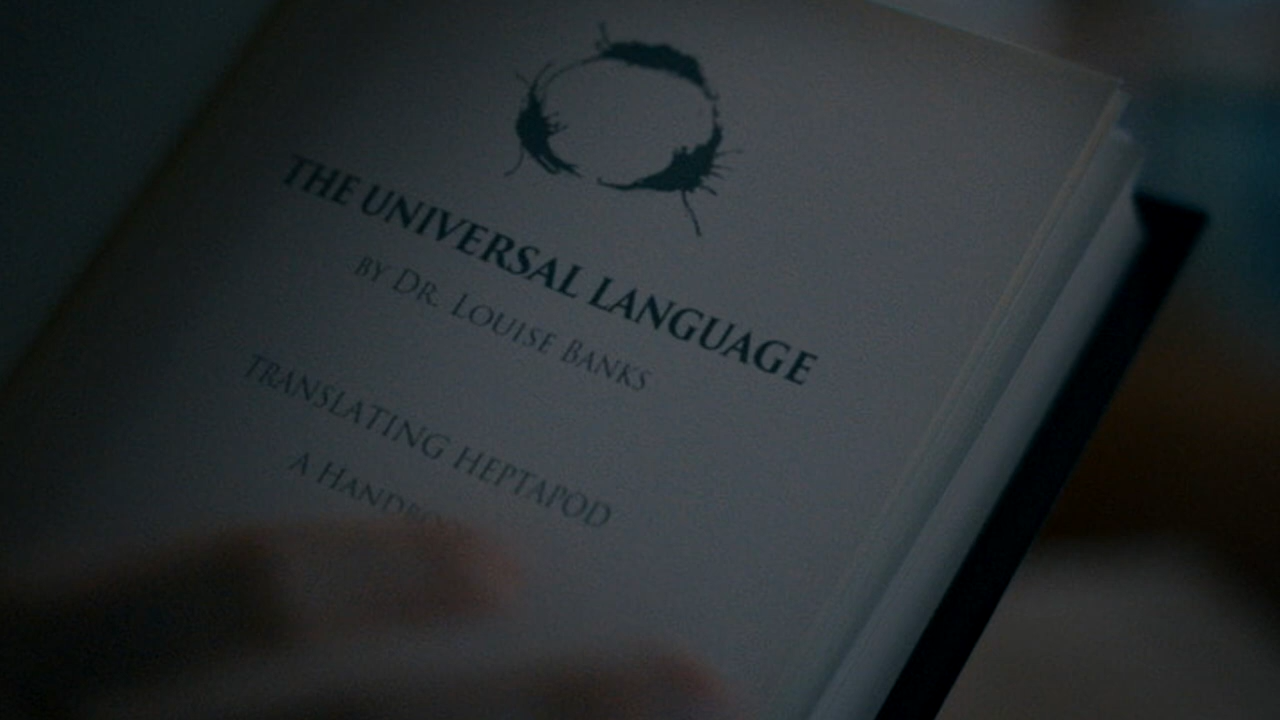 THE UNIVERSAL LANGUAGE
BY DR. LOUISE BANKS
TRANSLATING HEPTAPOD
A